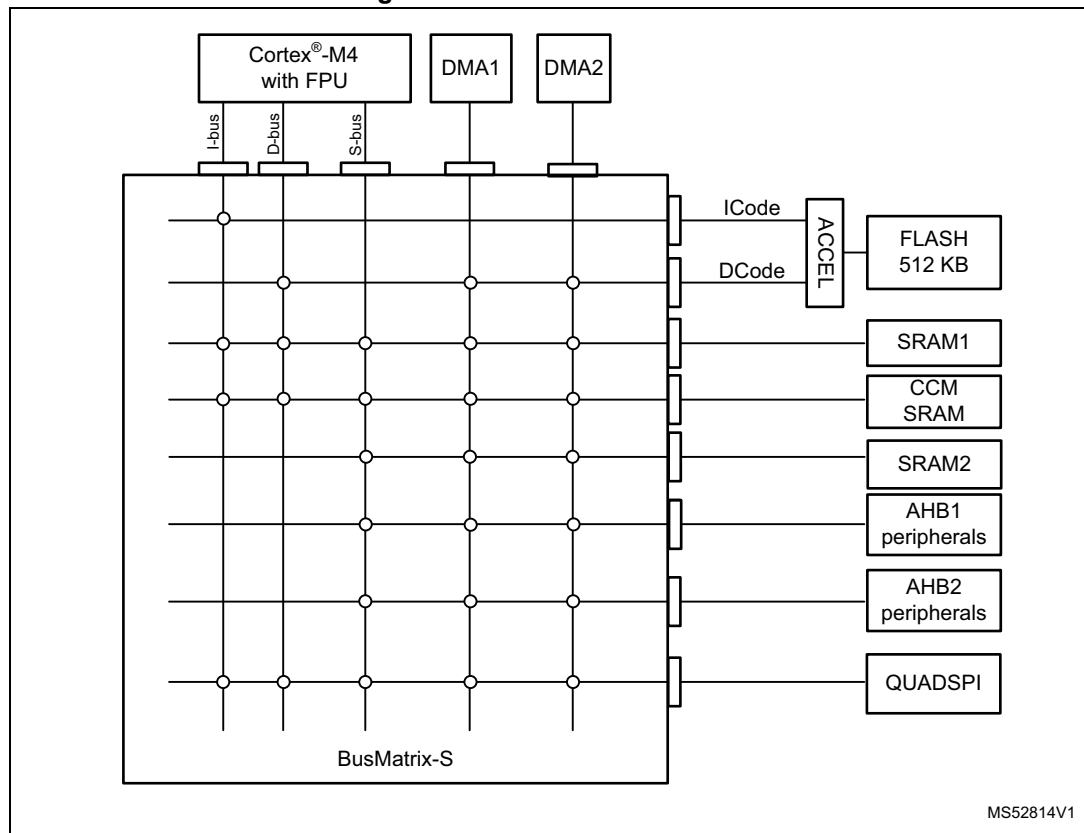 Cortex®-M4
with FPU
DMA1
DMA2
I-bus
D-bus
S-bus
ICode
ACCEL
FLASH
512 KB
DCode
SRAM1
CCM
SRAM
SRAM2
AHB1
peripherals
AHB2
peripherals
QUADSPI
BusMatrix-S
MS52814V1